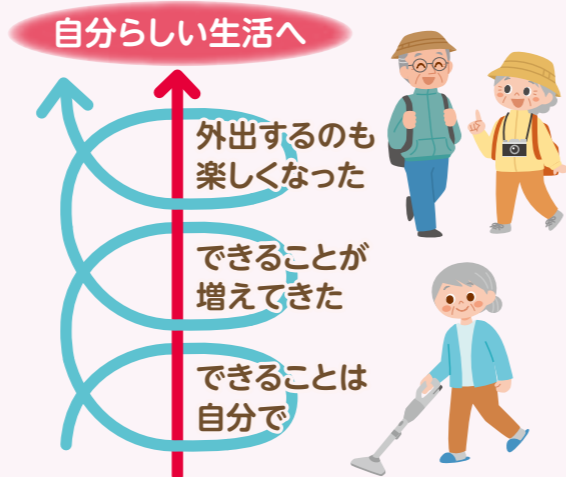 自分らしい生活へ
外出するのも
楽しくなった
できることが
増えてきた
できることは
自分で